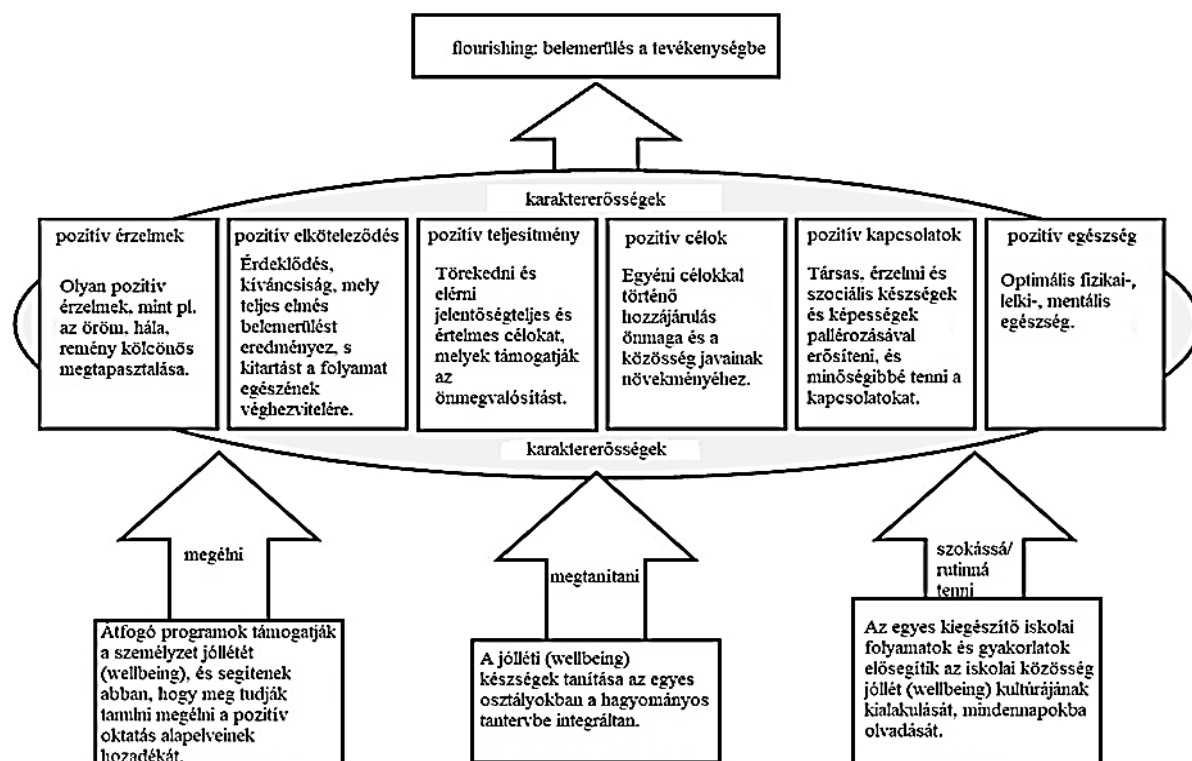 flourishing: belemerülés a tevékenységbe
karaktererősségek
pozitív érzelmek
Olyan pozitív
érzelmek, mint pl.
az öröm, hála,
remény kölcönös
megtapasztalása.
pozitív elköteleződés
Érdeklődés,
kíváncsiság, mely
teljes elmés
belemerülést
eredményez, s
kitartást a folyamat
egészének
véghezvitelére.
pozitív teljesítmény
Törekedni és
elérni
jelentőségteljes és
értelmes célokat,
melyek támogatják
az
önmegvalósítást.
pozitív célok
Egyéni célokkal
történő
hozzájárulás
önmaga és a
közösség javainak
növekményéhez.
pozitív kapcsolatok
Társas, érzelmi és
szociális készségek
és képességek
pallérozásával
erősíteni, és
minőségibbé tenni a
kapcsolatokat.
pozitív egészség
Optimális fizikai-,
lelki-, mentális
egészség.
karaktererősségek
megélni
megtanítani
szokássá/
rutinná
tenni
Átfogó programok támogatják
a személyzet jóllétét
(wellbeing), és segítenek
abban, hogy meg tudják
tanulni megélni a pozitív
oktatás alapelveinek
hozadékát.
A jólléti (wellbeing)
készségek tanítása az egyes
osztályokban a hagyományos
tantervbe integráltan.
Az egyes kiegészítő iskolai
folyamatok és gyakorlatok
elősegítik az iskolai közösség
jóllét (wellbeing) kultúrájának
kialakulását, mindennapokba
olvadását.